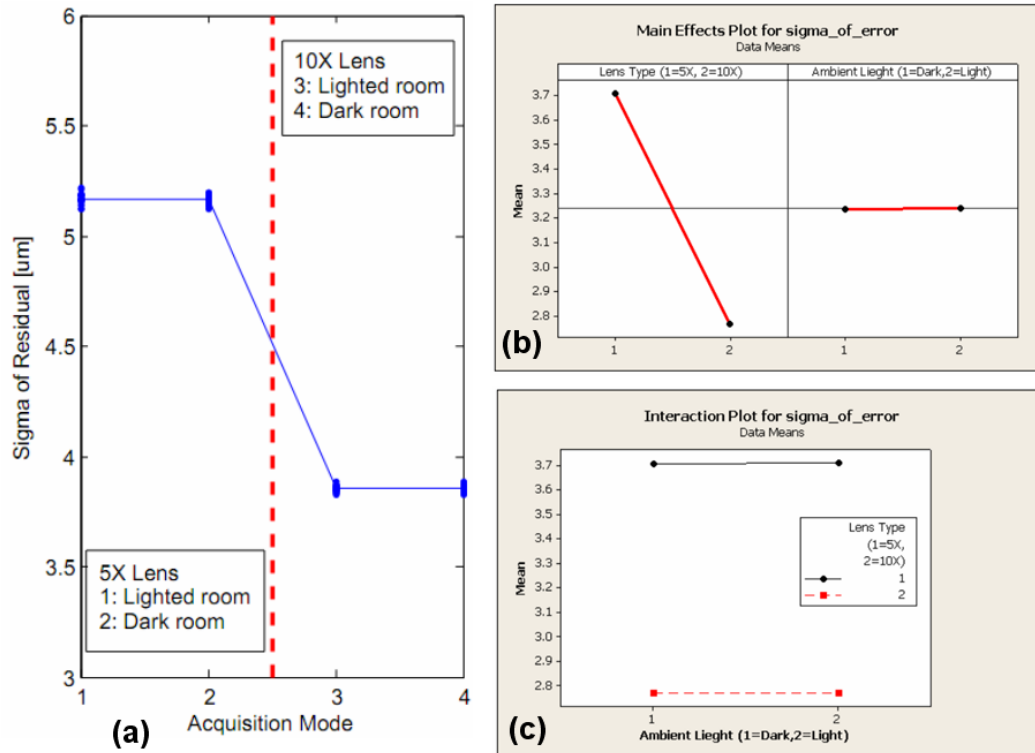 6
5.5
5
4.5
4
3.5
3
Sigma of Residual [um]
10X Lens
3: Lighted room
4: Dark room
5X Lens
1: Lighted room
2: Dark room
1
2
3
4
Acquisition Mode
(a)
Main Effects Plot for sigma_of_error
Data Means
Lens Type (1=5X, 2=10X)
Ambient Lieght (1=Dark,2=Light)
3.7
3.6
3.5
3.4
3.3
3.2
3.1
3.0
2.9
2.8
Mean
1
2
1
2
(b)
Interaction Plot for sigma_of_error
Data Means
3.7
3.6
3.5
3.4
3.3
3.2
3.1
3.0
2.9
2.8
Mean
Lens Type
(1=5X,
2=10X)
1
2
1
2
Ambient Lieght (1=Dark,2=Light)
(c)